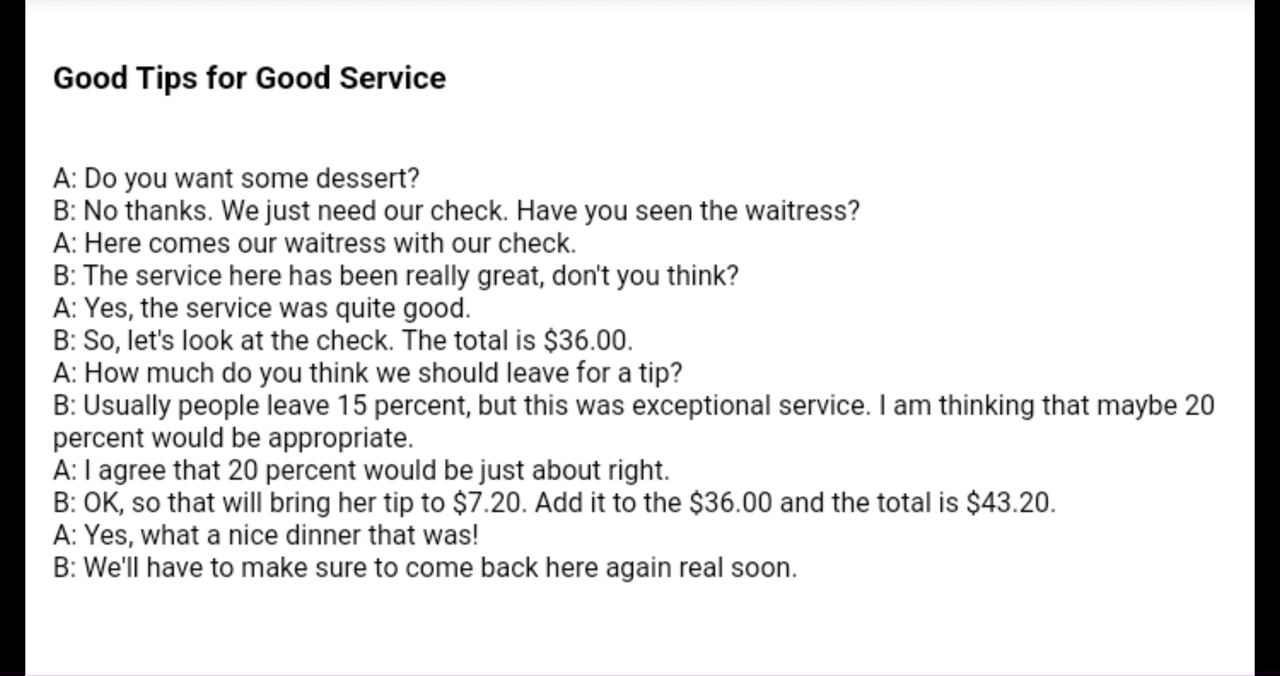 Good Tips for Good Service
A: Do you want some dessert?
B: No thanks. We just need our check. Have you seen the waitress?
A: Here comes our waitress with our check.
B: The service here has been really great, don't you think?
A: Yes, the service was quite good.
B: So, let's look at the check. The total is $36.00.
A: How much do you think we should leave for a tip?
B: Usually people leave 15 percent, but this was exceptional service. I am thinking that maybe 20
percent would be appropriate.
A: I agree that 20 percent would be just about right.
B: OK, so that will bring her tip to $7.20. Add it to the $36.00 and the total is $43.20.
A: Yes, what a nice dinner that was!
B: We'll have to make sure to come back here again real soon.